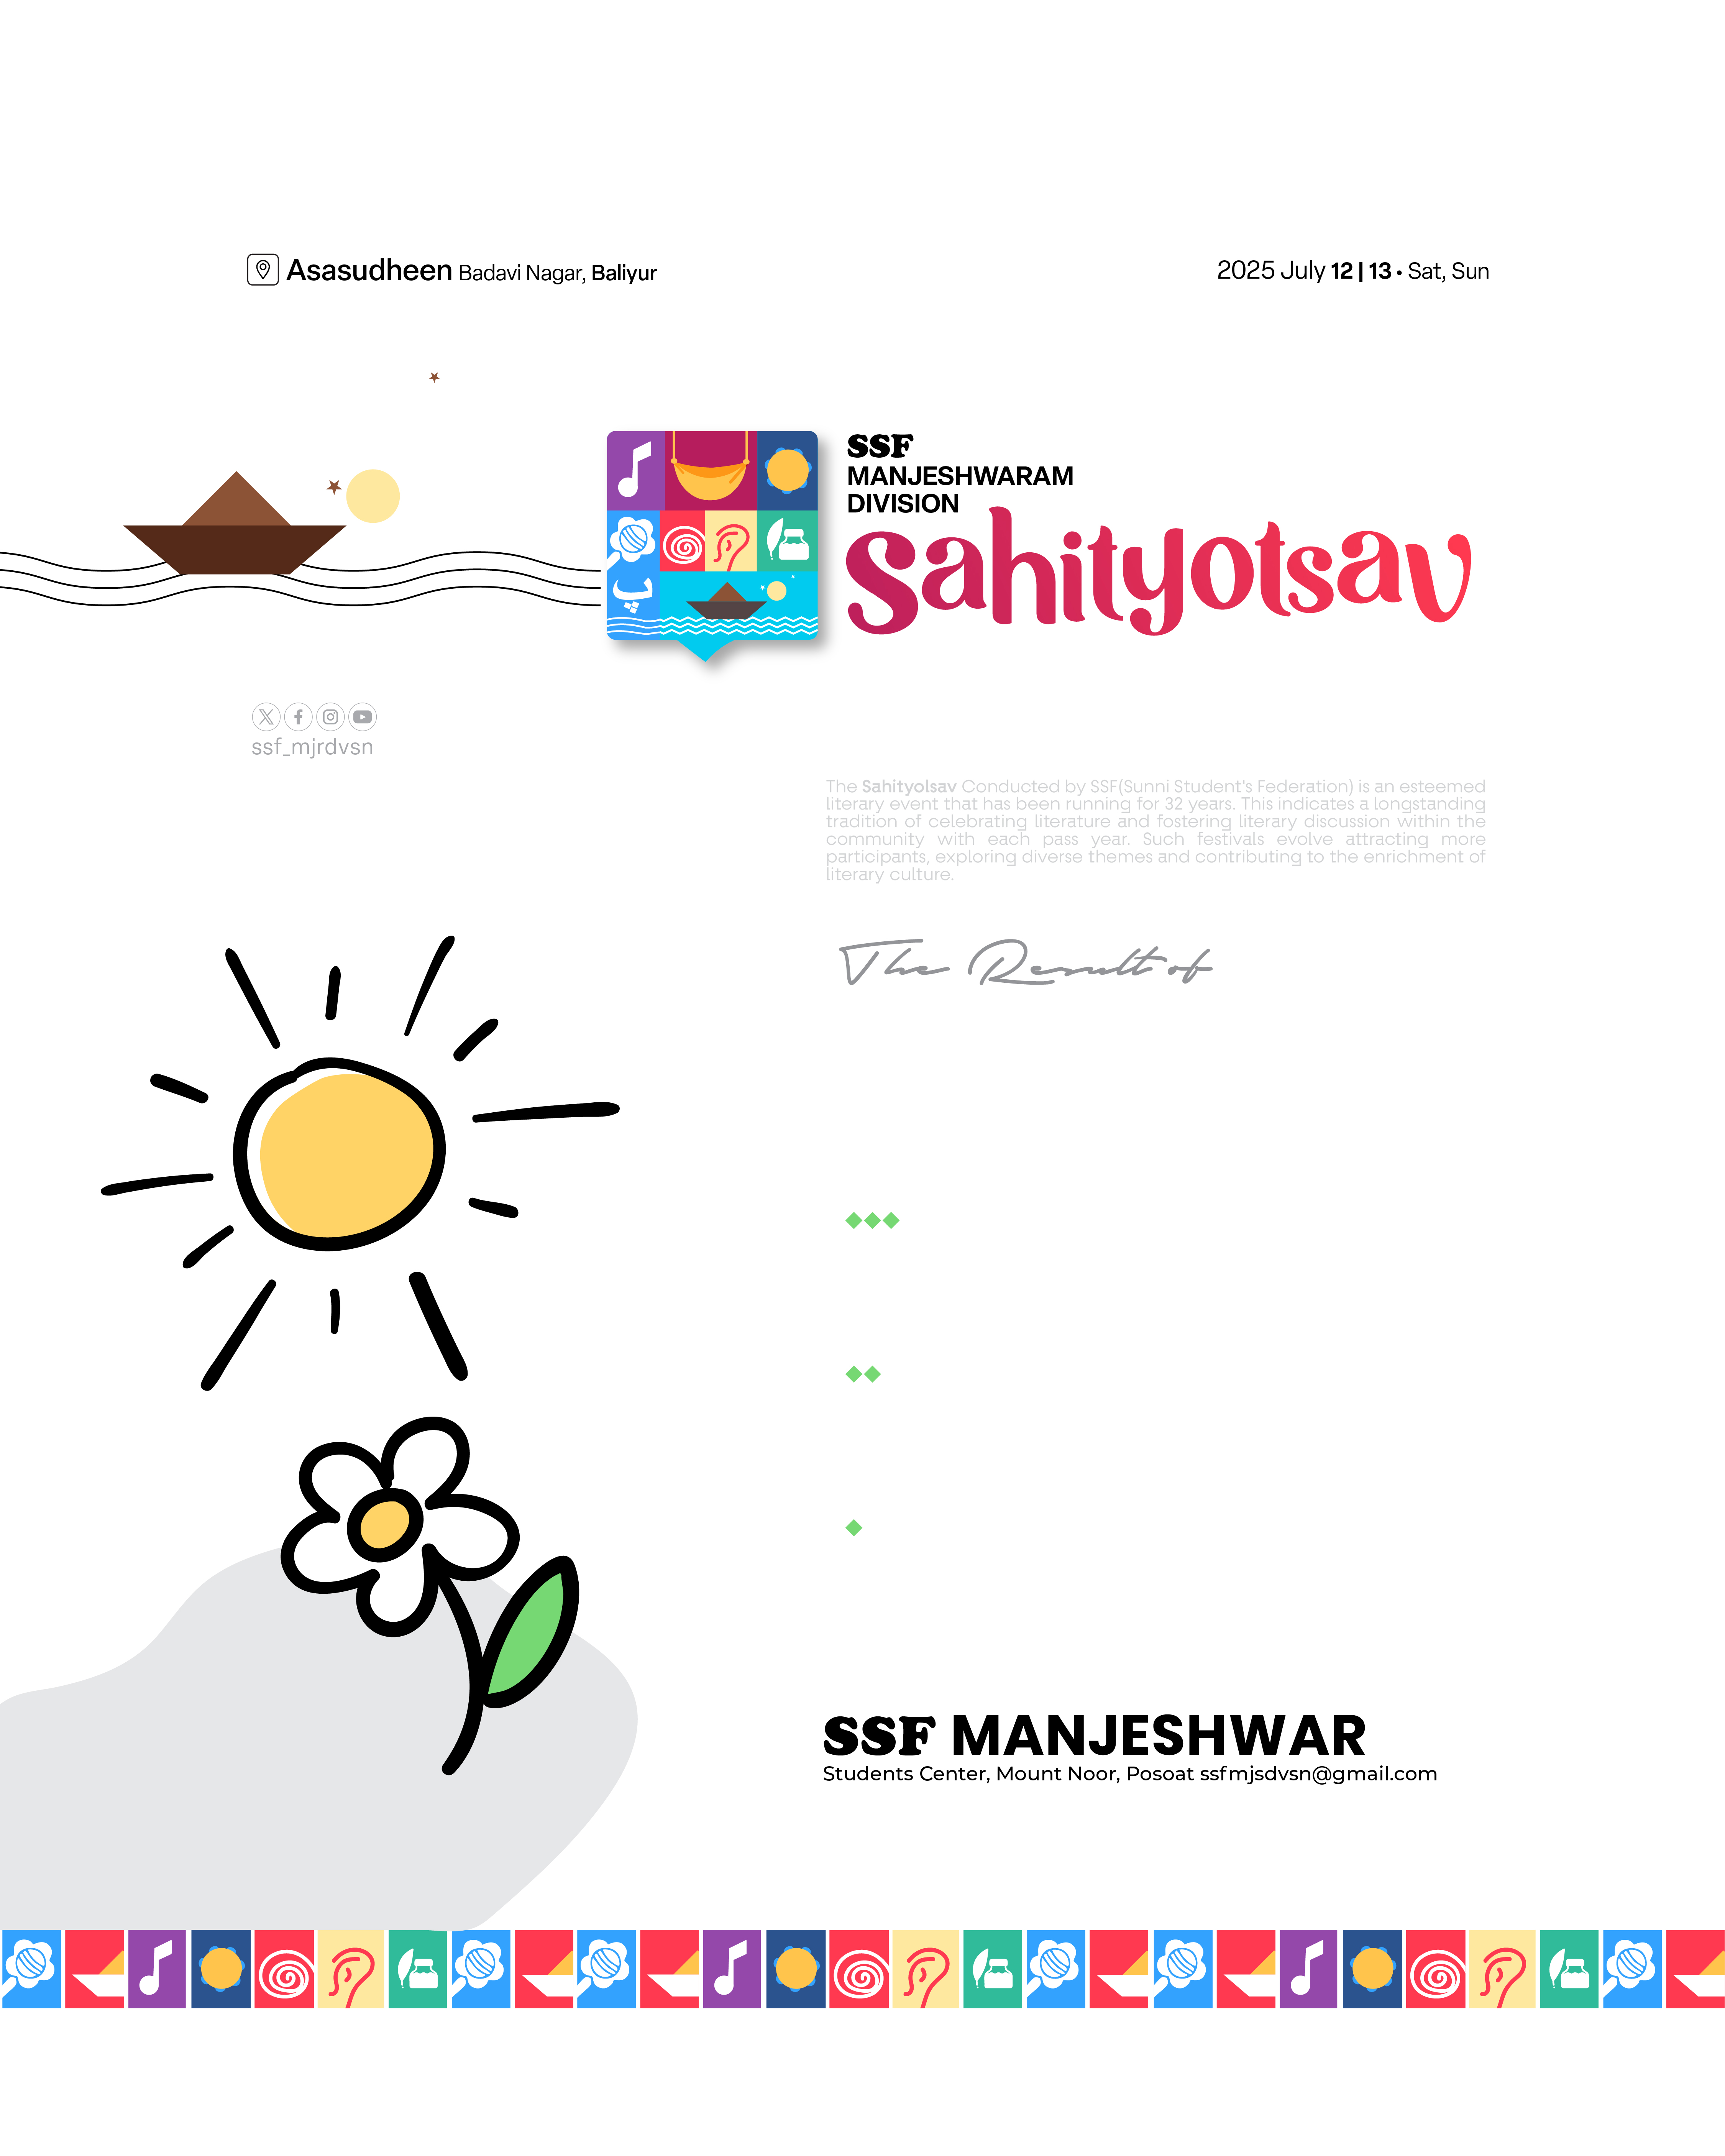 Asasudheen Badavi Nagar, Baliyur
2025 July 12 | 13 • Sat, Sun
SSF
MANJESHWARAM
DIVISION
Sahityotsav
ssf_mjrdvsn
The Sahityolsav Conducted by SSF(Sunni Student's Federation) is an esteemed
literary event that has been running for 32 years. This indicates a longstanding
tradition of celebrating literature and fostering literary discussion within the
community with each pass year. Such festivals evolve attracting more
participants, exploring diverse themes and contributing to the enrichment of
literary culture.
The Result of
SSF MANJESHWAR
Students Center, Mount Noor, Posoat ssfmjsdvsn@gmail.com